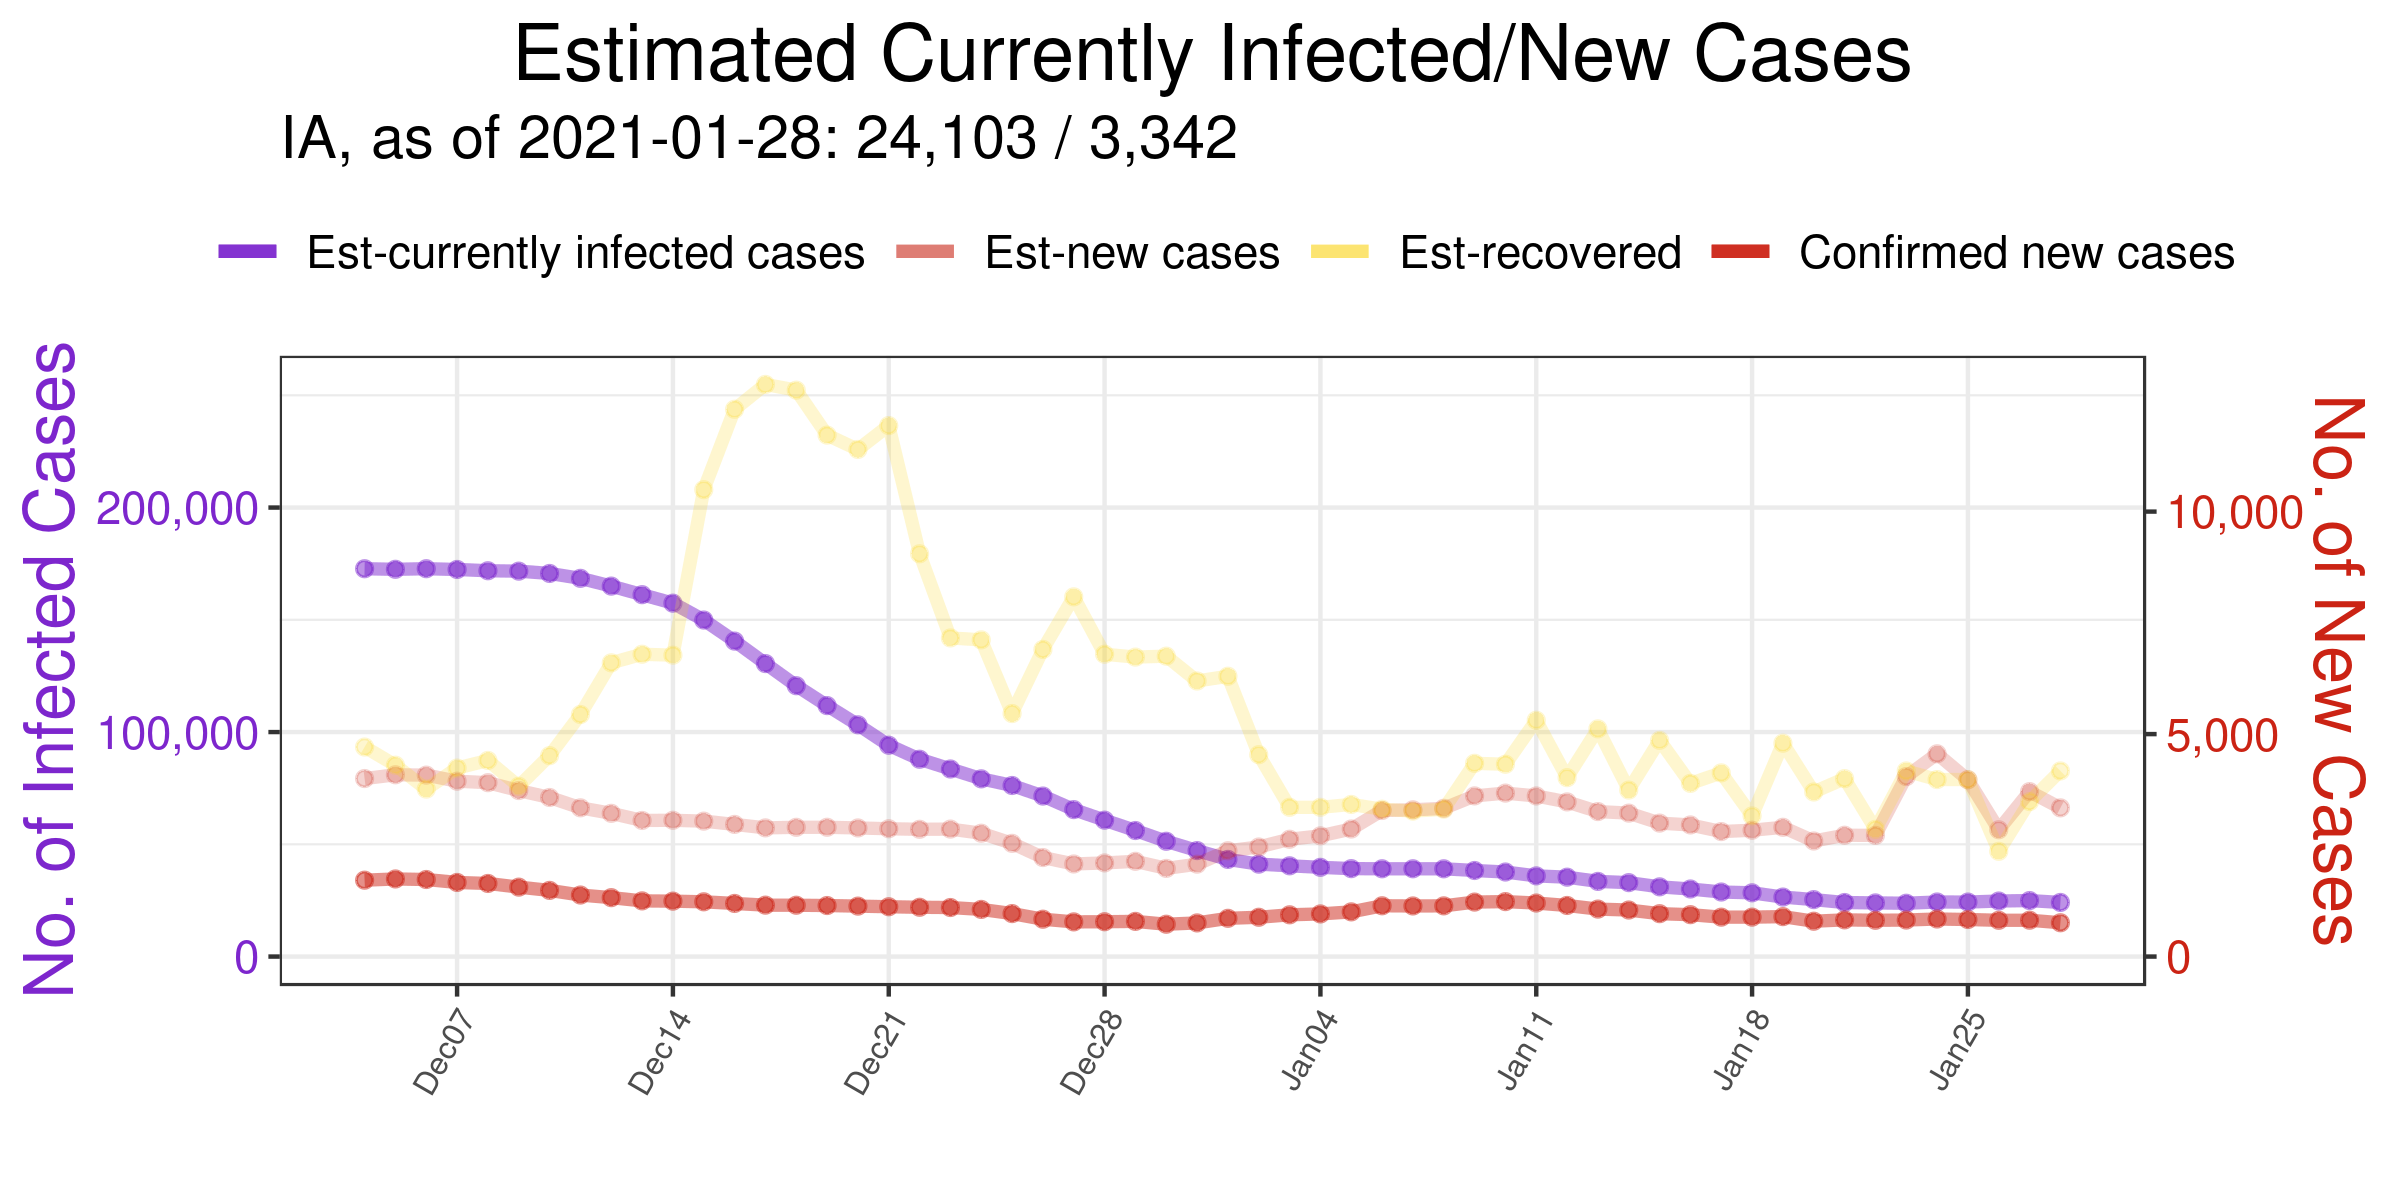 Estimated Currently Infected/New Cases
IA, as of 2021-01-28: 24,103 / 3,342
Est-currently infected cases Est-new cases Est-recovered Confirmed new cases
No. of Infected Cases
200,000
100,000
0
10,000
5,000
0
No. of New Cases
Dec07 Dec14 Dec21 Dec28 Jan04 Jan11 Jan18 Jan25